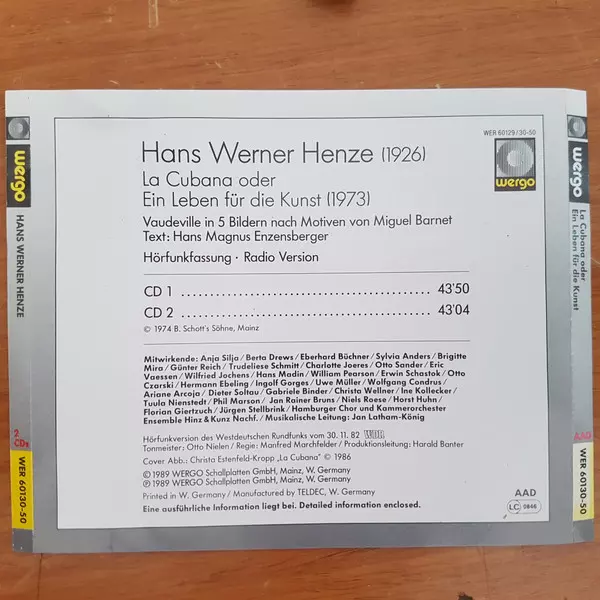 WER 60129/30-50
Hans Werner Henze (1926)
La Cubana oder
Ein Leben für die Kunst (1973)
Vaudeville in 5 Bildern nach Motiven von Miguel Barnet
Text: Hans Magnus Enzensberger
Hörfunkfassung · Radio Version
wergo
CD 1 ........................................ 43'50
CD 2 ........................................ 43'04
© 1974 B. Schott's Söhne, Mainz
Mitwirkende: Anja Silja / Berta Drews / Eberhard Büchner / Sylvia Anders / Brigitte
Mira / Günter Reich / Trudeliese Schmitt / Charlotte Joeres / Otto Sander / Eric
Vaessen / Wilfried Jochens / Hans Madin / William Pearson / Erwin Schastok / Otto
Czarski / Hermann Ebeling / Ingolf Gorges / Uwe Müller / Wolfgang Condrus /
Ariane Arcoja / Dieter Soltau / Gabriele Binder / Christa Wellner / Ine Kollecker /
Tuula Nienstedt / Phil Marson / Jan Rainer Bruns / Niels Roese / Horst Huhn /
Florian Giertzuch / Jürgen Stellbrink / Hamburger Chor und Kammerorchester
Ensemble Hinz & Kunz Nachf. / Musikalische Leitung: Jan Latham-König
Hörfunkversion des Westdeutschen Rundfunks vom 30. 11. 82 WDR
Tonmeister: Otto Nielen / Regie: Manfred Marchfelder / Produktionsleitung: Harald Banter
Cover Abb.: Christa Estenfeld-Kropp „La Cubana" © 1986
© 1989 WERGO Schallplatten GmbH, Mainz, W. Germany
℗ 1989 WERGO Schallplatten GmbH, Mainz, W. Germany
Printed in W. Germany / Manufactured by TELDEC, W. Germany
Eine ausführliche Information liegt bei. Detailed information enclosed.
AAD
LC 0846
wergo
HANS WERNER HENZE
2 CDs
WER 60130-50
wergo
La Cubana oder
Ein Leben für die Kunst
AAD
WER 60130-50